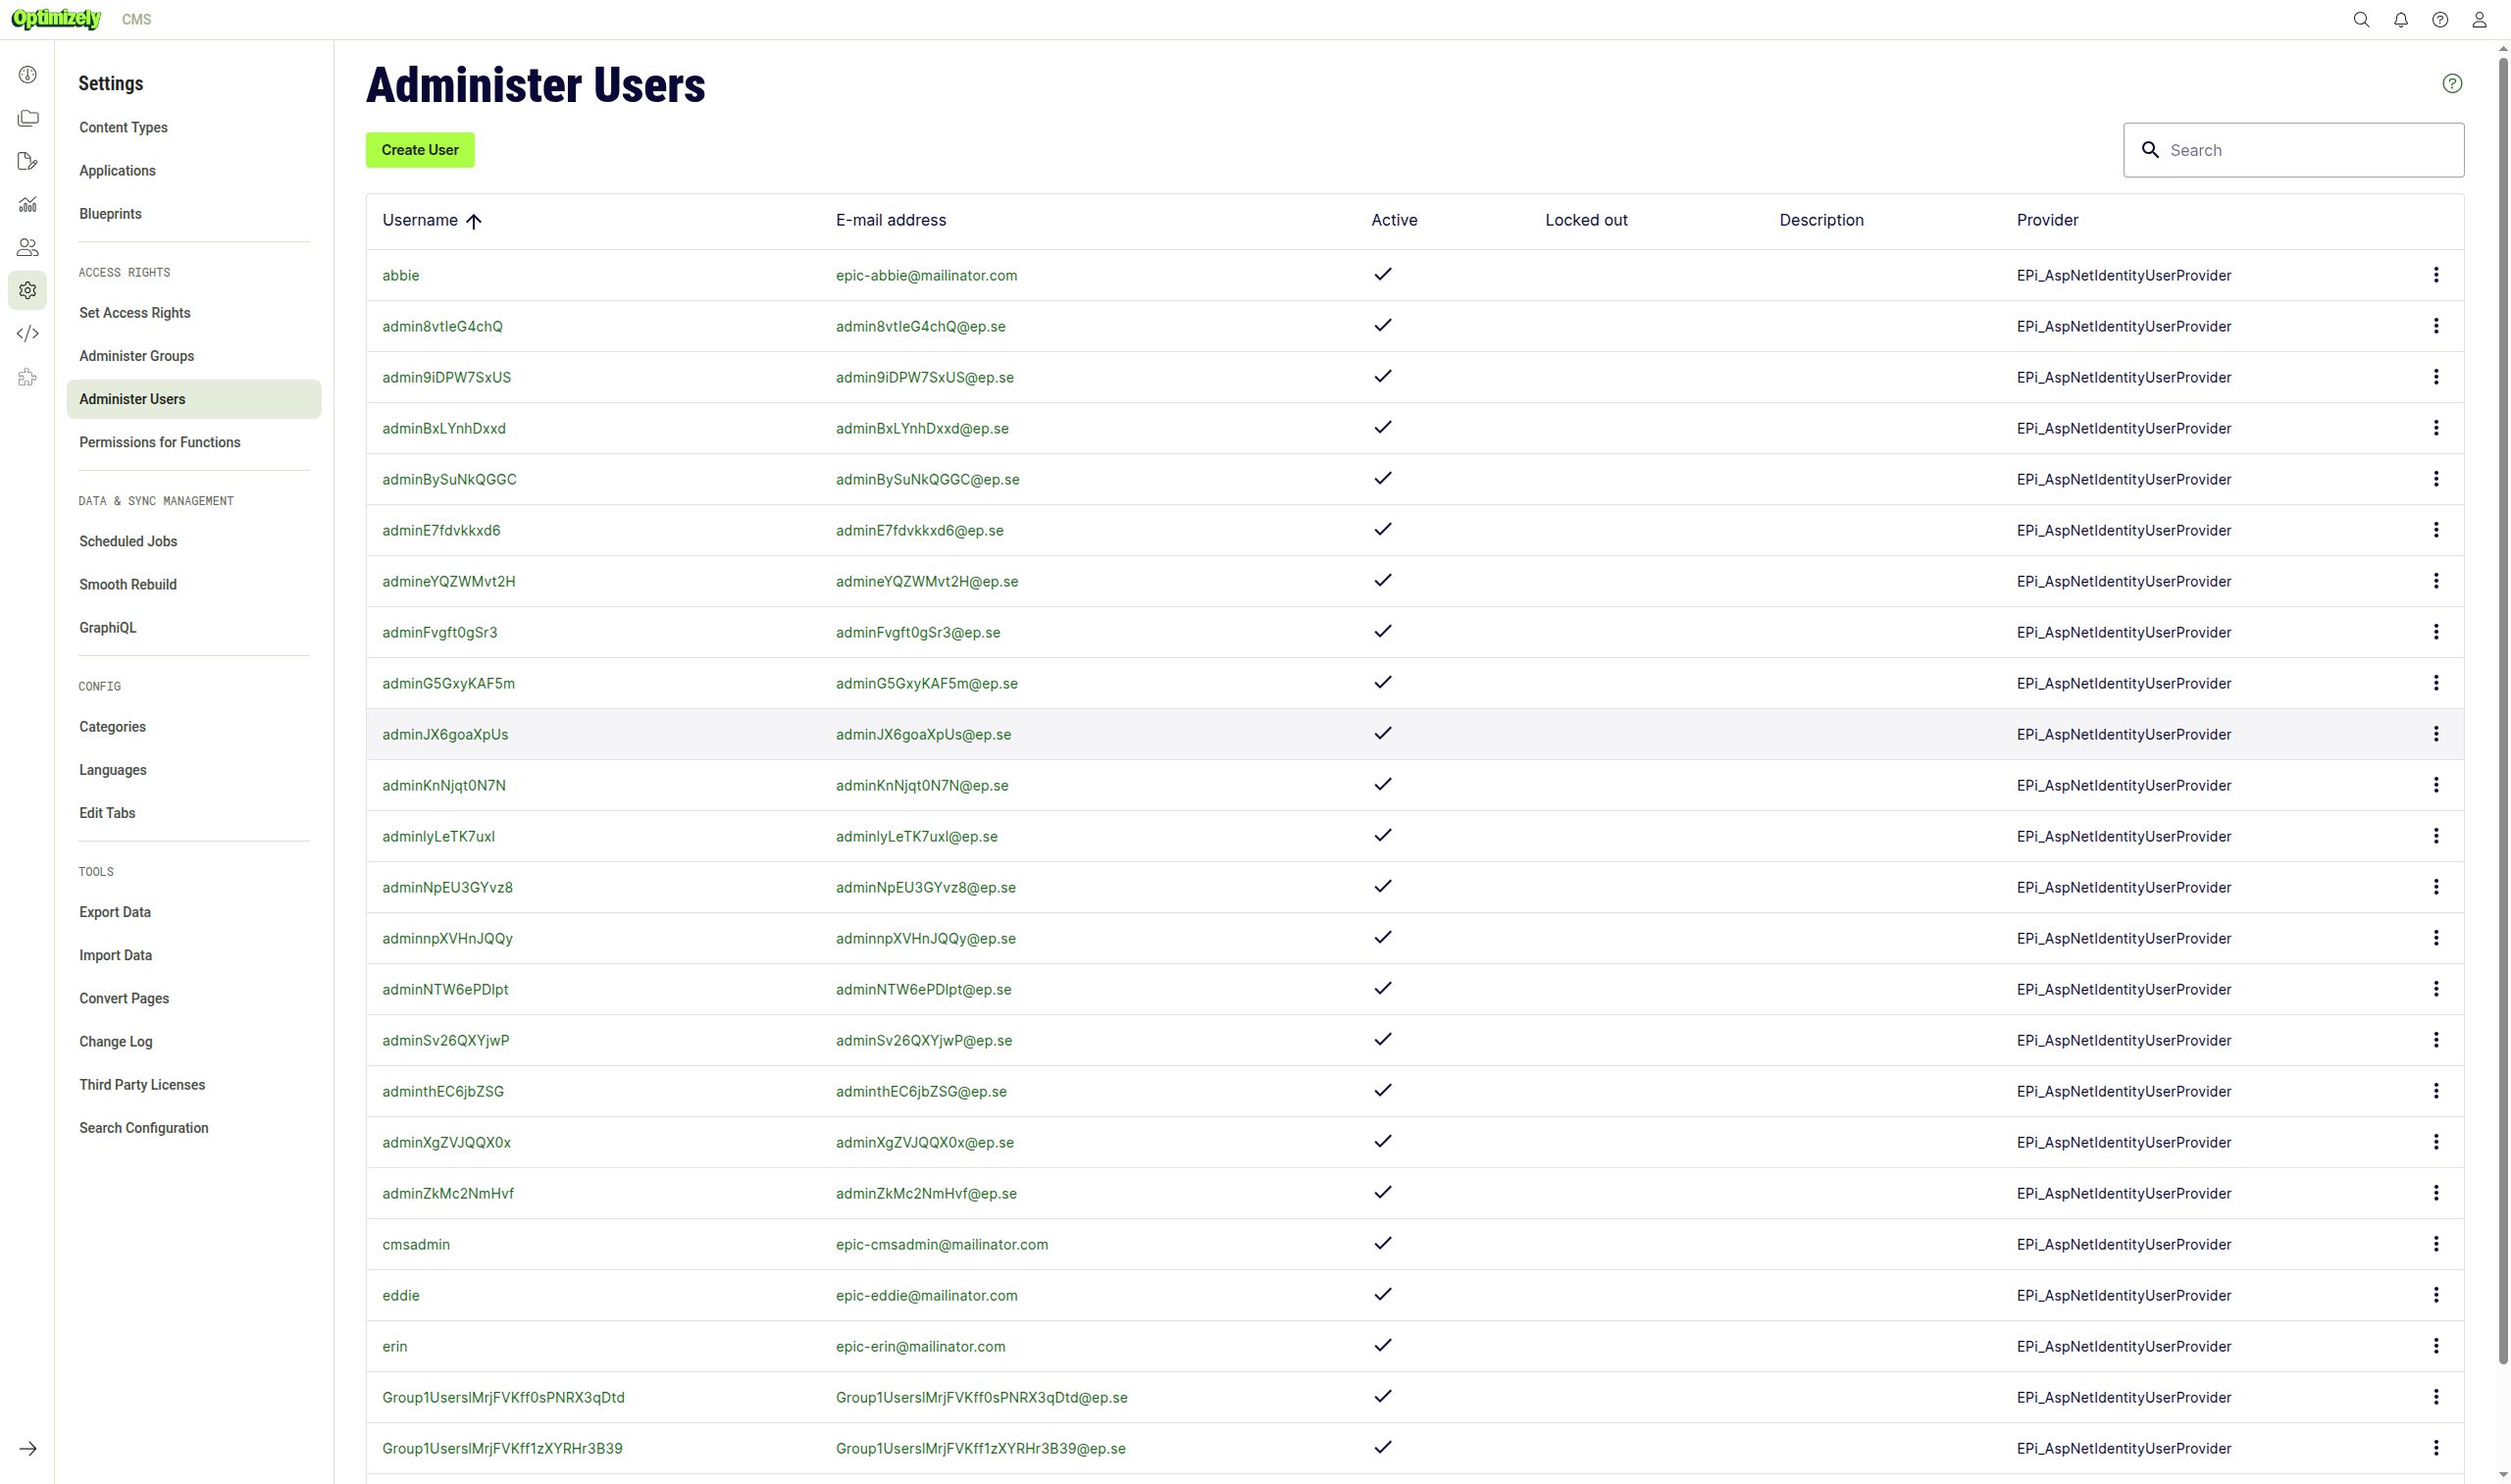 Optimizely CMS
Settings
Content Types
Applications
Blueprints
ACCESS RIGHTS
Set Access Rights
Administer Groups
Administer Users
Permissions for Functions
DATA & SYNC MANAGEMENT
Scheduled Jobs
Smooth Rebuild
GraphiQL
CONFIG
Categories
Languages
Edit Tabs
TOOLS
Export Data
Import Data
Convert Pages
Change Log
Third Party Licenses
Search Configuration
Administer Users
Create User
Search
Username E-mail address Active Locked out Description Provider
abbie epic-abbie@mailinator.com EPi_AspNetIdentityUserProvider
admin8vtIeG4chQ admin8vtIeG4chQ@ep.se EPi_AspNetIdentityUserProvider
admin9iDPW7SxUS admin9iDPW7SxUS@ep.se EPi_AspNetIdentityUserProvider
adminBxLYnhDxxd adminBxLYnhDxxd@ep.se EPi_AspNetIdentityUserProvider
adminBySuNkQGGC adminBySuNkQGGC@ep.se EPi_AspNetIdentityUserProvider
adminE7fdvkkxd6 adminE7fdvkkxd6@ep.se EPi_AspNetIdentityUserProvider
admineYQZWMvt2H admineYQZWMvt2H@ep.se EPi_AspNetIdentityUserProvider
adminFvgft0gSr3 adminFvgft0gSr3@ep.se EPi_AspNetIdentityUserProvider
adminG5GxyKAF5m adminG5GxyKAF5m@ep.se EPi_AspNetIdentityUserProvider
adminJX6goaXpUs adminJX6goaXpUs@ep.se EPi_AspNetIdentityUserProvider
adminKnNjqt0N7N adminKnNjqt0N7N@ep.se EPi_AspNetIdentityUserProvider
adminlyLeTK7uxI adminlyLeTK7uxI@ep.se EPi_AspNetIdentityUserProvider
adminNpEU3GYvz8 adminNpEU3GYvz8@ep.se EPi_AspNetIdentityUserProvider
adminnpXVHnJQQy adminnpXVHnJQQy@ep.se EPi_AspNetIdentityUserProvider
adminNTW6ePDlpt adminNTW6ePDlpt@ep.se EPi_AspNetIdentityUserProvider
adminSv26QXYjwP adminSv26QXYjwP@ep.se EPi_AspNetIdentityUserProvider
adminthEC6jbZSG adminthEC6jbZSG@ep.se EPi_AspNetIdentityUserProvider
adminXgZVJQQX0x adminXgZVJQQX0x@ep.se EPi_AspNetIdentityUserProvider
adminZkMc2NmHvf adminZkMc2NmHvf@ep.se EPi_AspNetIdentityUserProvider
cmsadmin epic-cmsadmin@mailinator.com EPi_AspNetIdentityUserProvider
eddie epic-eddie@mailinator.com EPi_AspNetIdentityUserProvider
erin epic-erin@mailinator.com EPi_AspNetIdentityUserProvider
Group1UsersIMrjFVKff0sPNRX3qDtd Group1UsersIMrjFVKff0sPNRX3qDtd@ep.se EPi_AspNetIdentityUserProvider
Group1UsersIMrjFVKff1zXYRHr3B39 Group1UsersIMrjFVKff1zXYRHr3B39@ep.se EPi_AspNetIdentityUserProvider